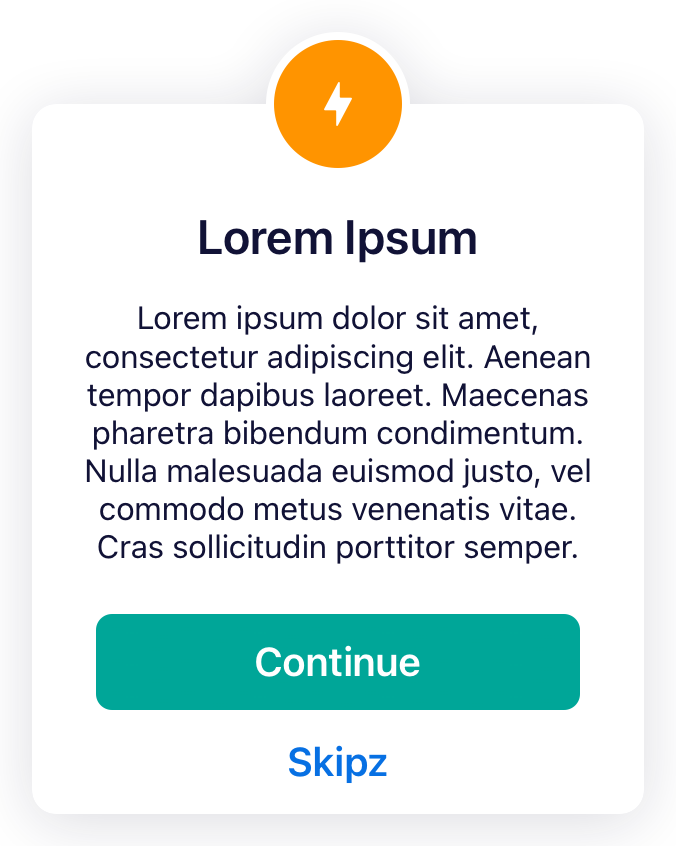 Lorem Ipsum
Lorem ipsum dolor sit amet,
consectetur adipiscing elit. Aenean
tempor dapibus laoreet. Maecenas
pharetra bibendum condimentum.
Nulla malesuada euismod justo, vel
commodo metus venenatis vitae.
Cras sollicitudin porttitor semper.
Continue
Skipz